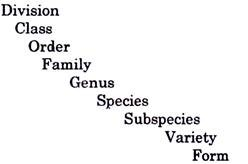 Division
Class
Order
Family
Genus
Species
Subspecies
Variety
Form